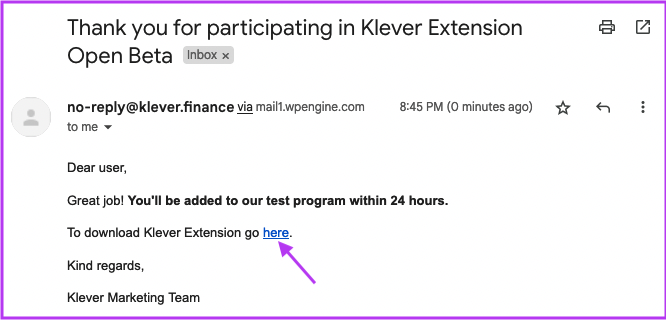 Thank you for participating in Klever Extension
Open Beta Inbox ×
no-reply@klever.finance via mail1.wpengine.com 8:45 PM (0 minutes ago)
to me
Dear user,
Great job! You'll be added to our test program within 24 hours.
To download Klever Extension go here.
Kind regards,
Klever Marketing Team